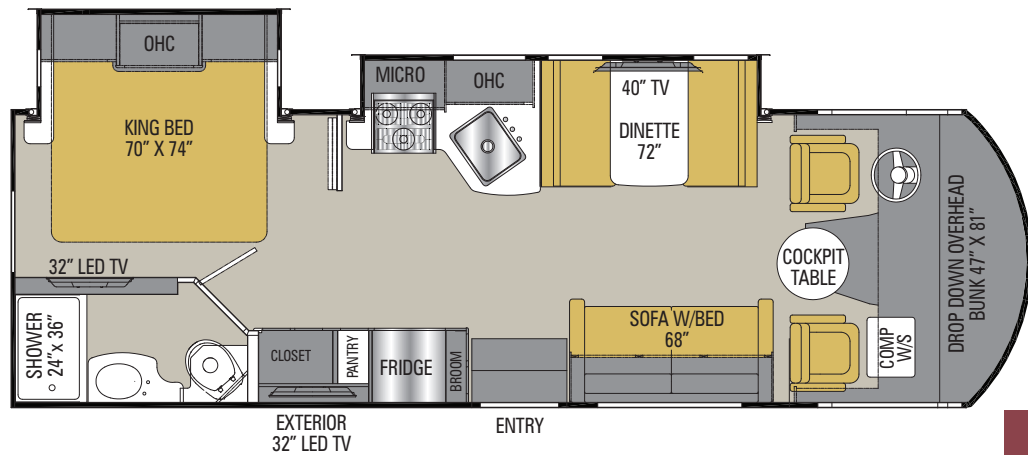 OHC
MICRO
OHC
40" TV
KING BED
70" X 74"
DINETTE
72"
32" LED TV
COCKPIT
TABLE
DROP DOWN OVERHEAD
BUNK 47" X 81"
SHOWER
24"x 36"
SOFA W/BED
68"
COMP
W/S
CLOSET
PANTRY
FRIDGE
BROOM
EXTERIOR
32" LED TV
ENTRY